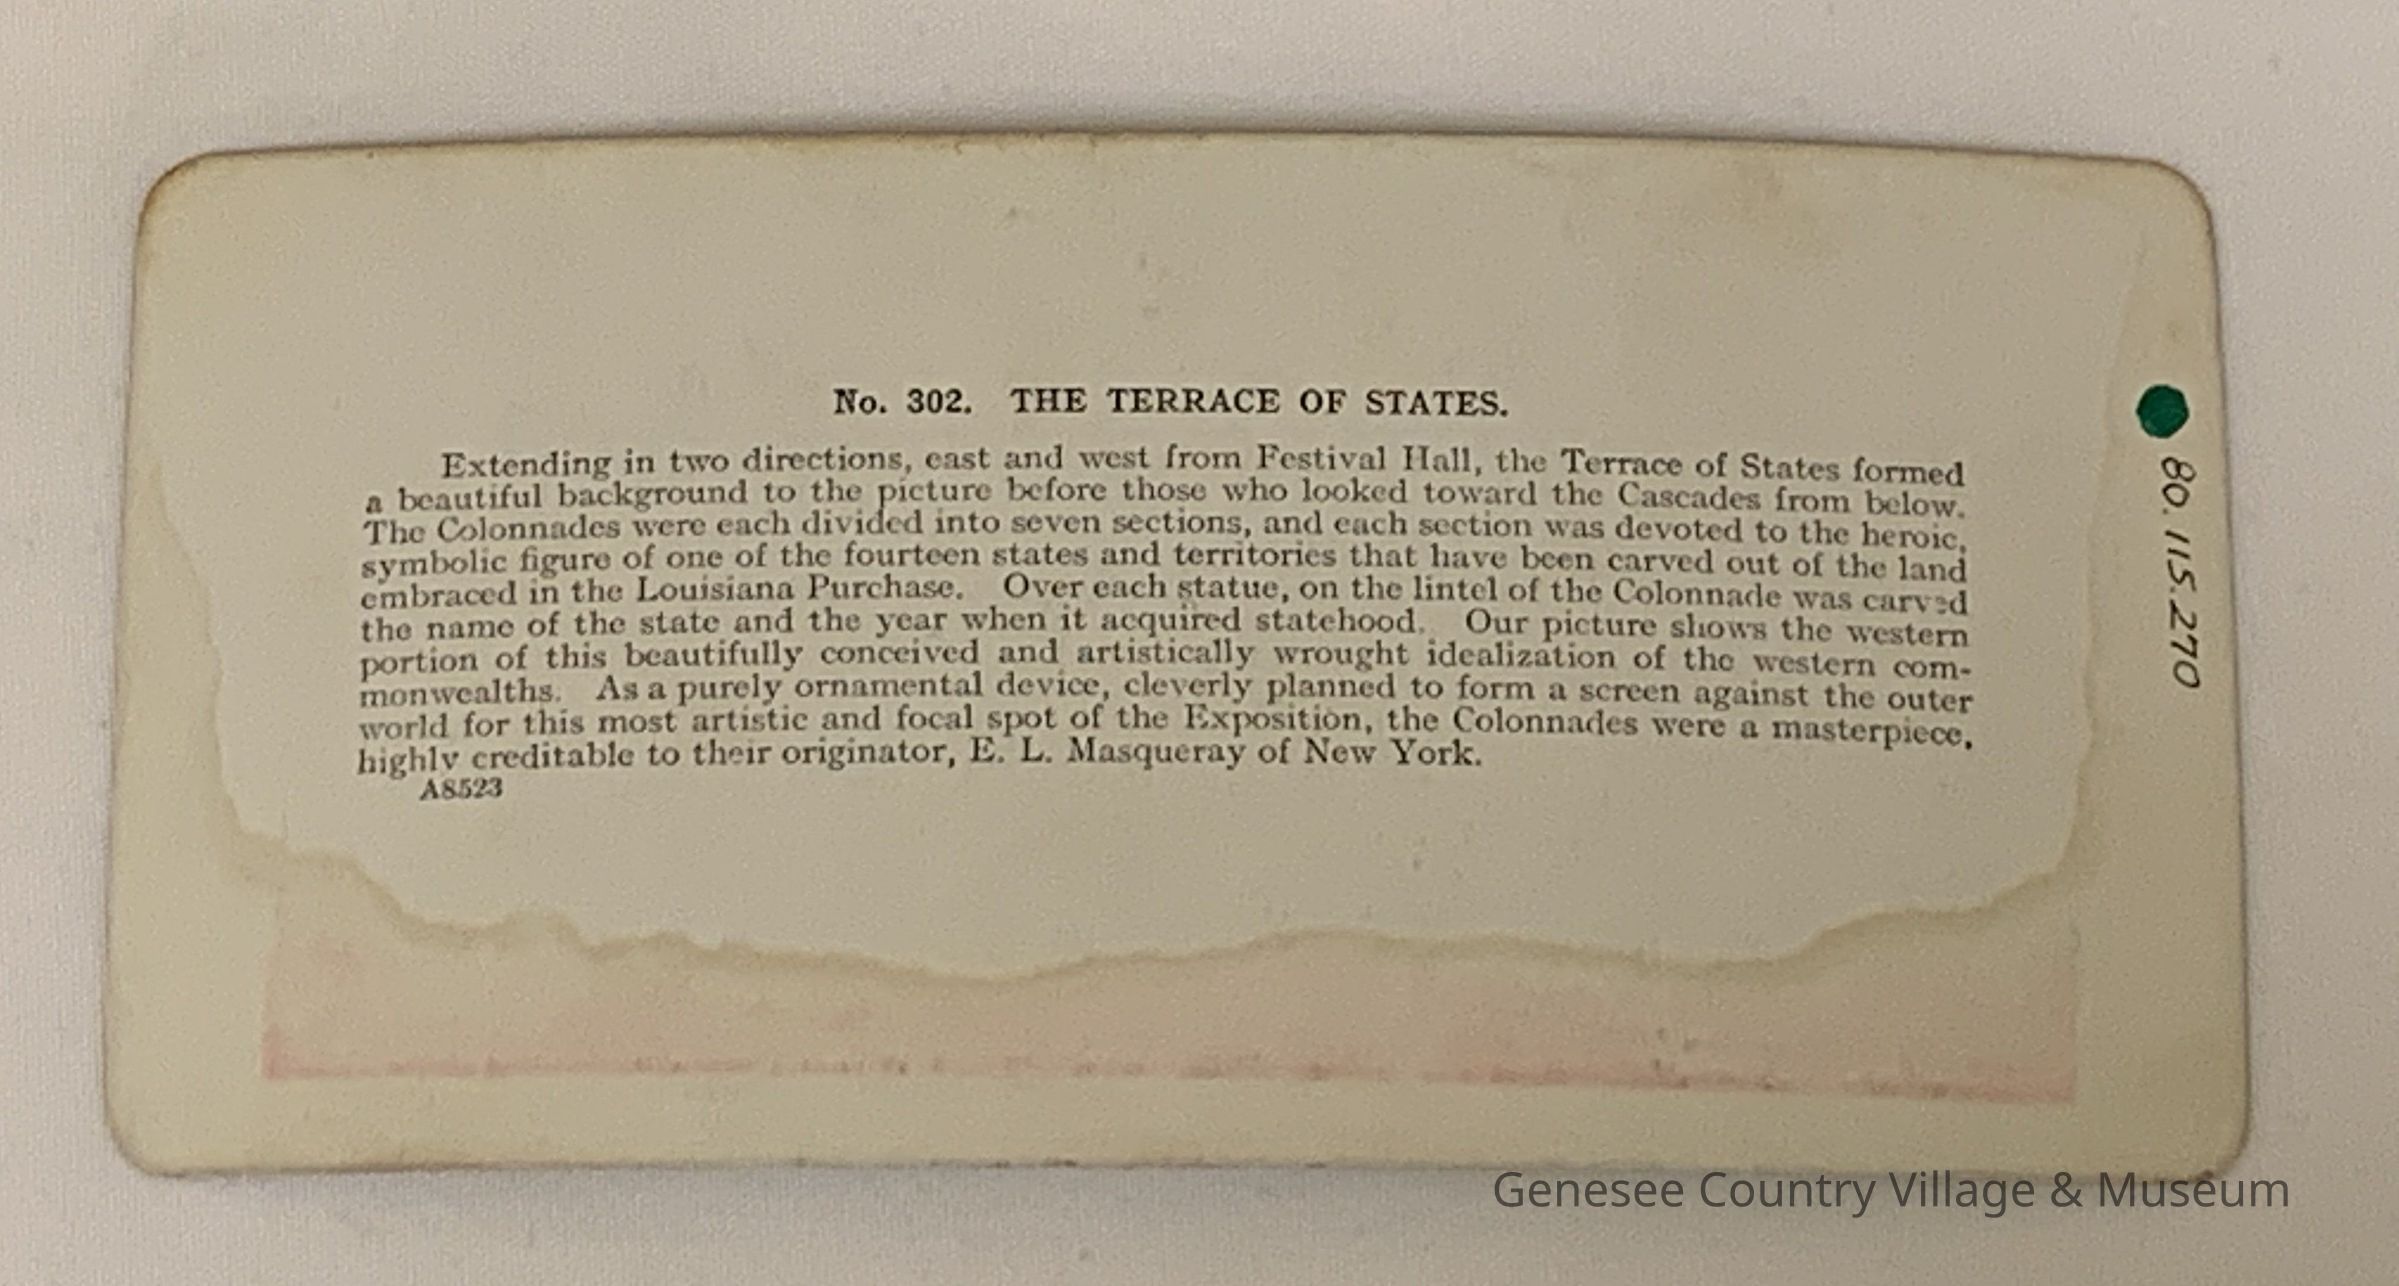 No. 302. THE TERRACE OF STATES.
Extending in two directions, east and west from Festival Hall, the Terrace of States formed
a beautiful background to the picture before those who looked toward the Cascades from below.
The Colonnades were each divided into seven sections, and each section was devoted to the heroic,
symbolic figure of one of the fourteen states and territories that have been carved out of the land
embraced in the Louisiana Purchase. Over each statue, on the lintel of the Colonnade was carved
the name of the state and the year when it acquired statehood. Our picture shows the western
portion of this beautifully conceived and artistically wrought idealization of the western com-
monwealths. As a purely ornamental device, cleverly planned to form a screen against the outer
world for this most artistic and focal spot of the Exposition, the Colonnades were a masterpiece,
highly creditable to their originator, E. L. Masqueray of New York.
A8523
80.115.270
Genesee Country Village & Museum